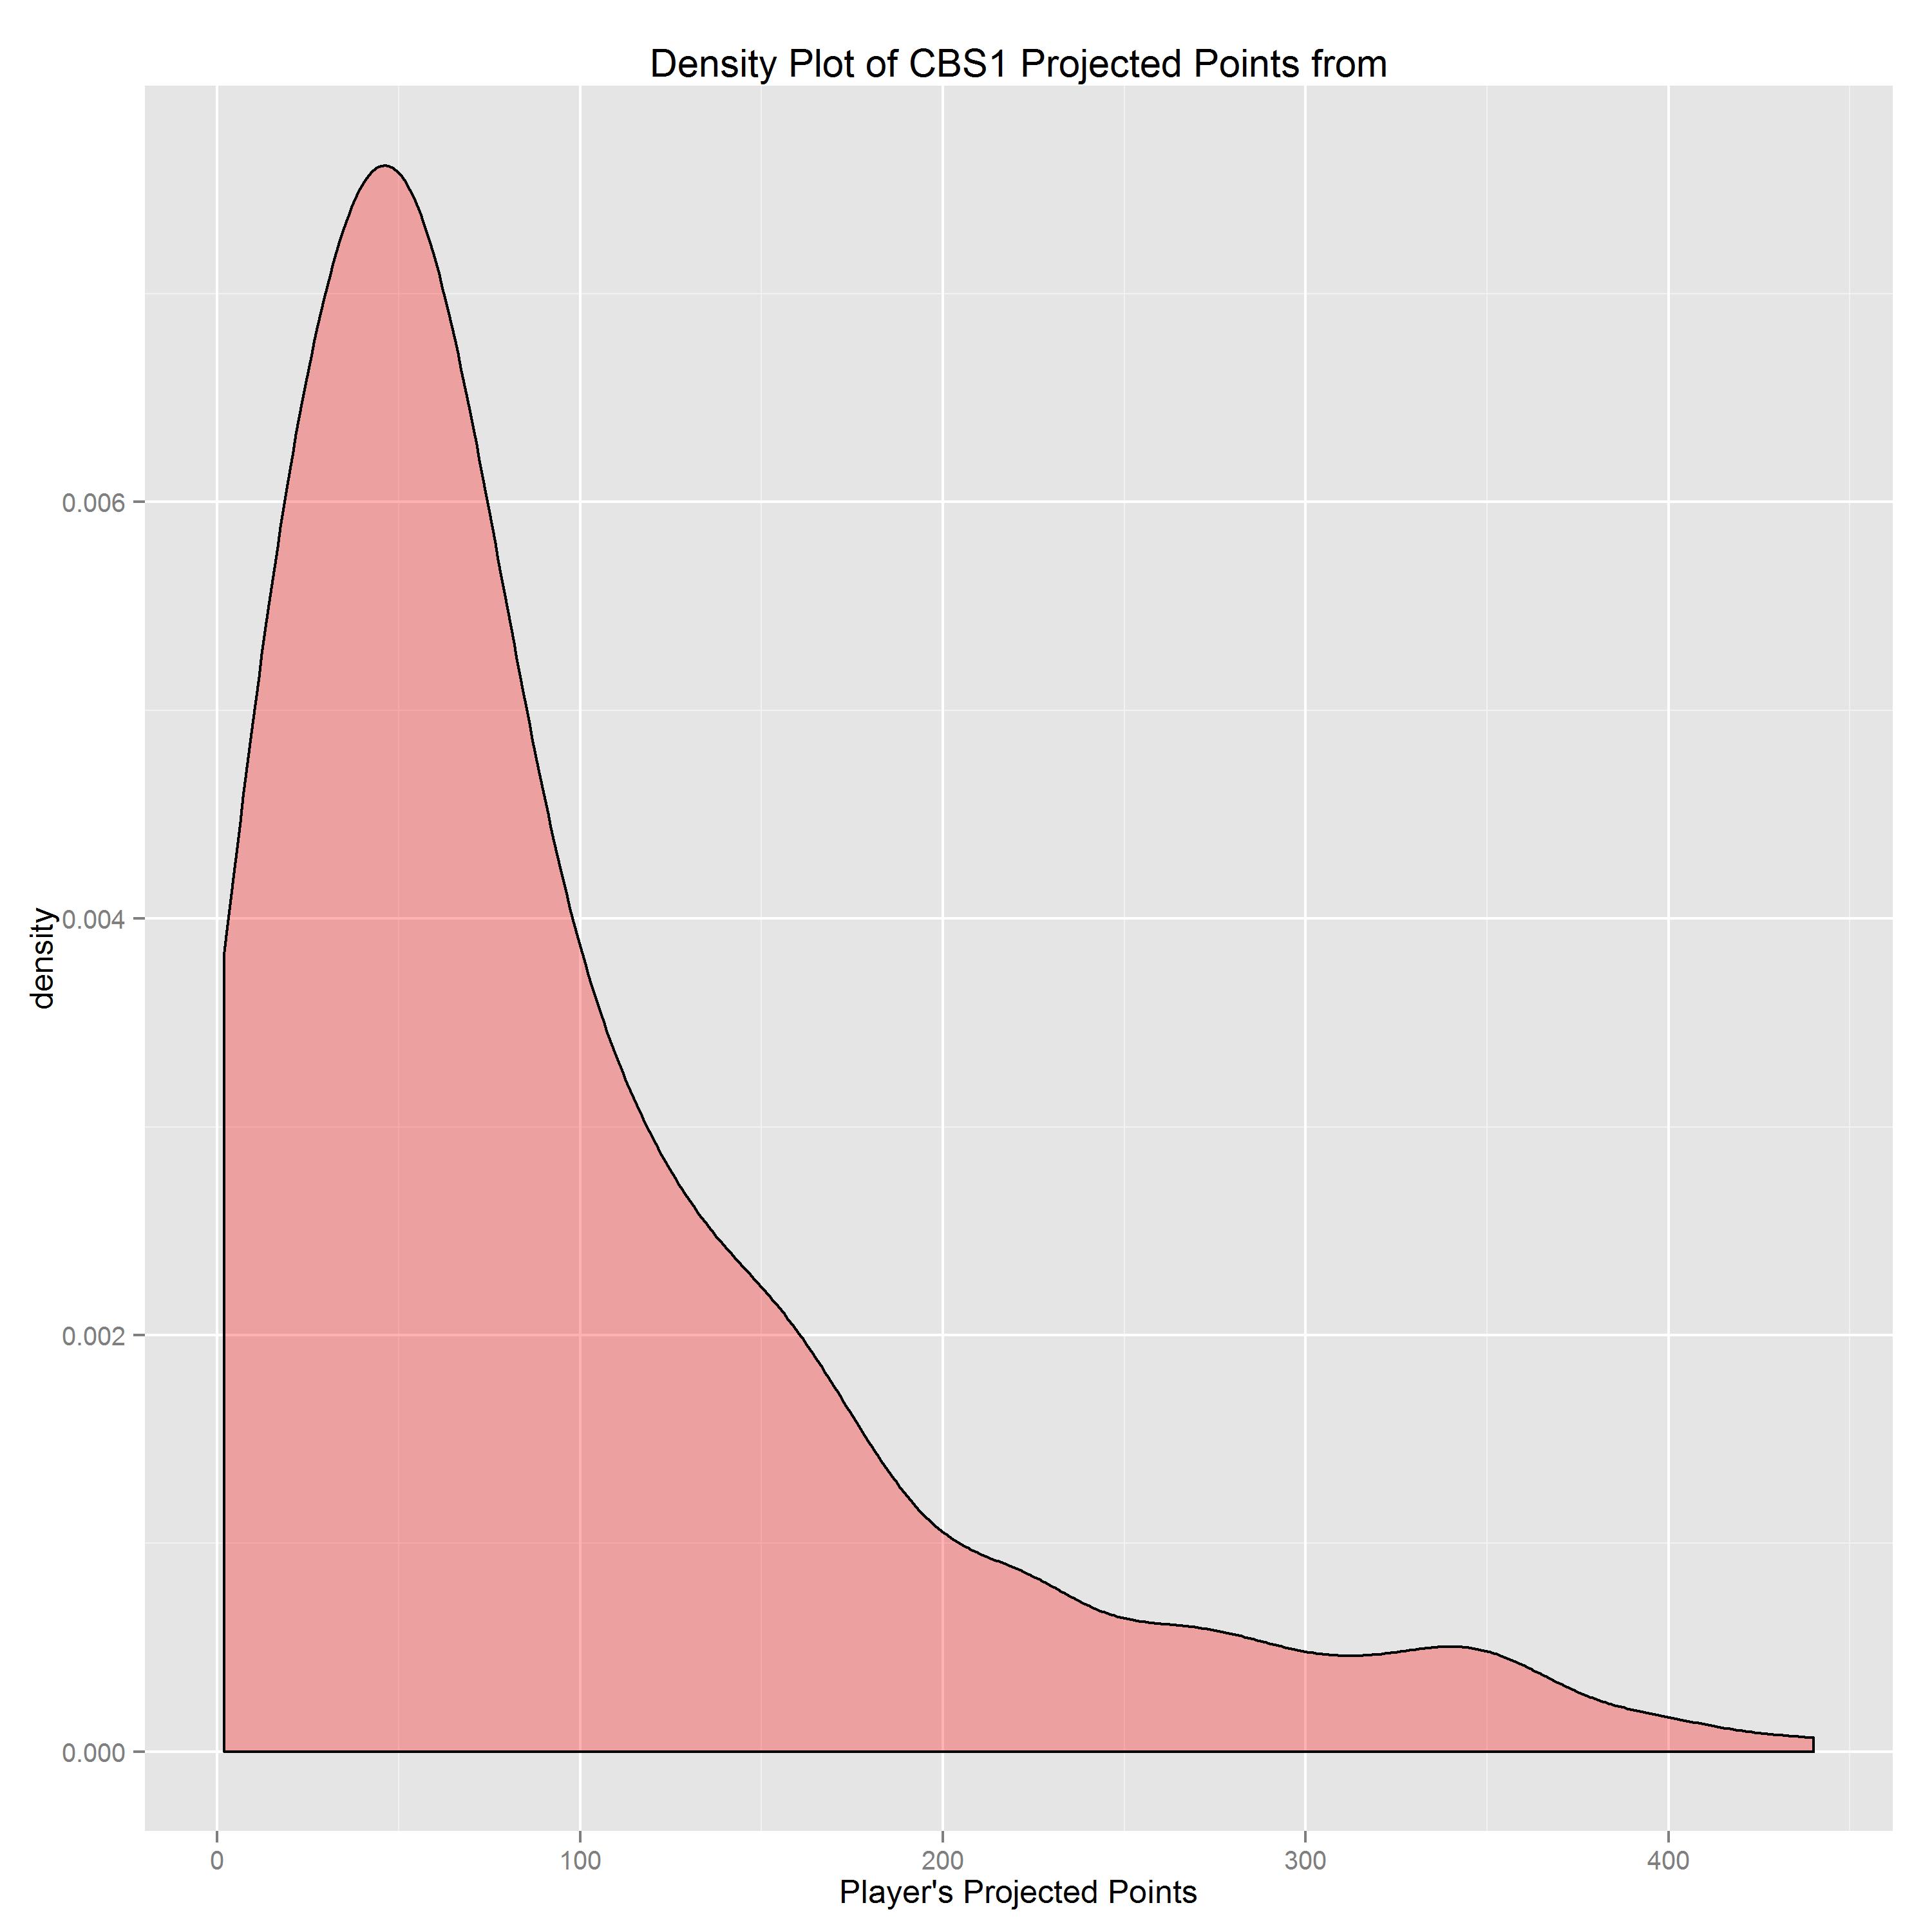 Density Plot of CBS1 Projected Points from
density
0.006
0.004
0.002
0.000
0 100 200 300 400
Player's Projected Points